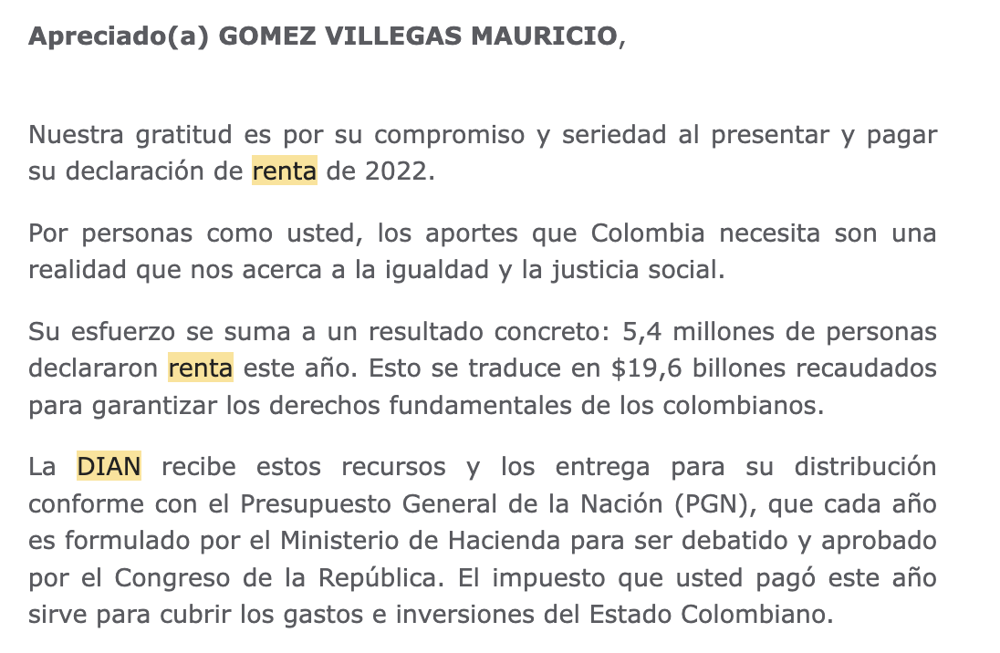 Apreciado(a) GOMEZ VILLEGAS MAURICIO,
Nuestra gratitud es por su compromiso y seriedad al presentar y pagar
su declaración de renta de 2022.
Por personas como usted, los aportes que Colombia necesita son una
realidad que nos acerca a la igualdad y la justicia social.
Su esfuerzo se suma a un resultado concreto: 5,4 millones de personas
declararon renta este año. Esto se traduce en $19,6 billones recaudados
para garantizar los derechos fundamentales de los colombianos.
La DIAN recibe estos recursos y los entrega para su distribución
conforme con el Presupuesto General de la Nación (PGN), que cada año
es formulado por el Ministerio de Hacienda para ser debatido y aprobado
por el Congreso de la República. El impuesto que usted pagó este año
sirve para cubrir los gastos e inversiones del Estado Colombiano.